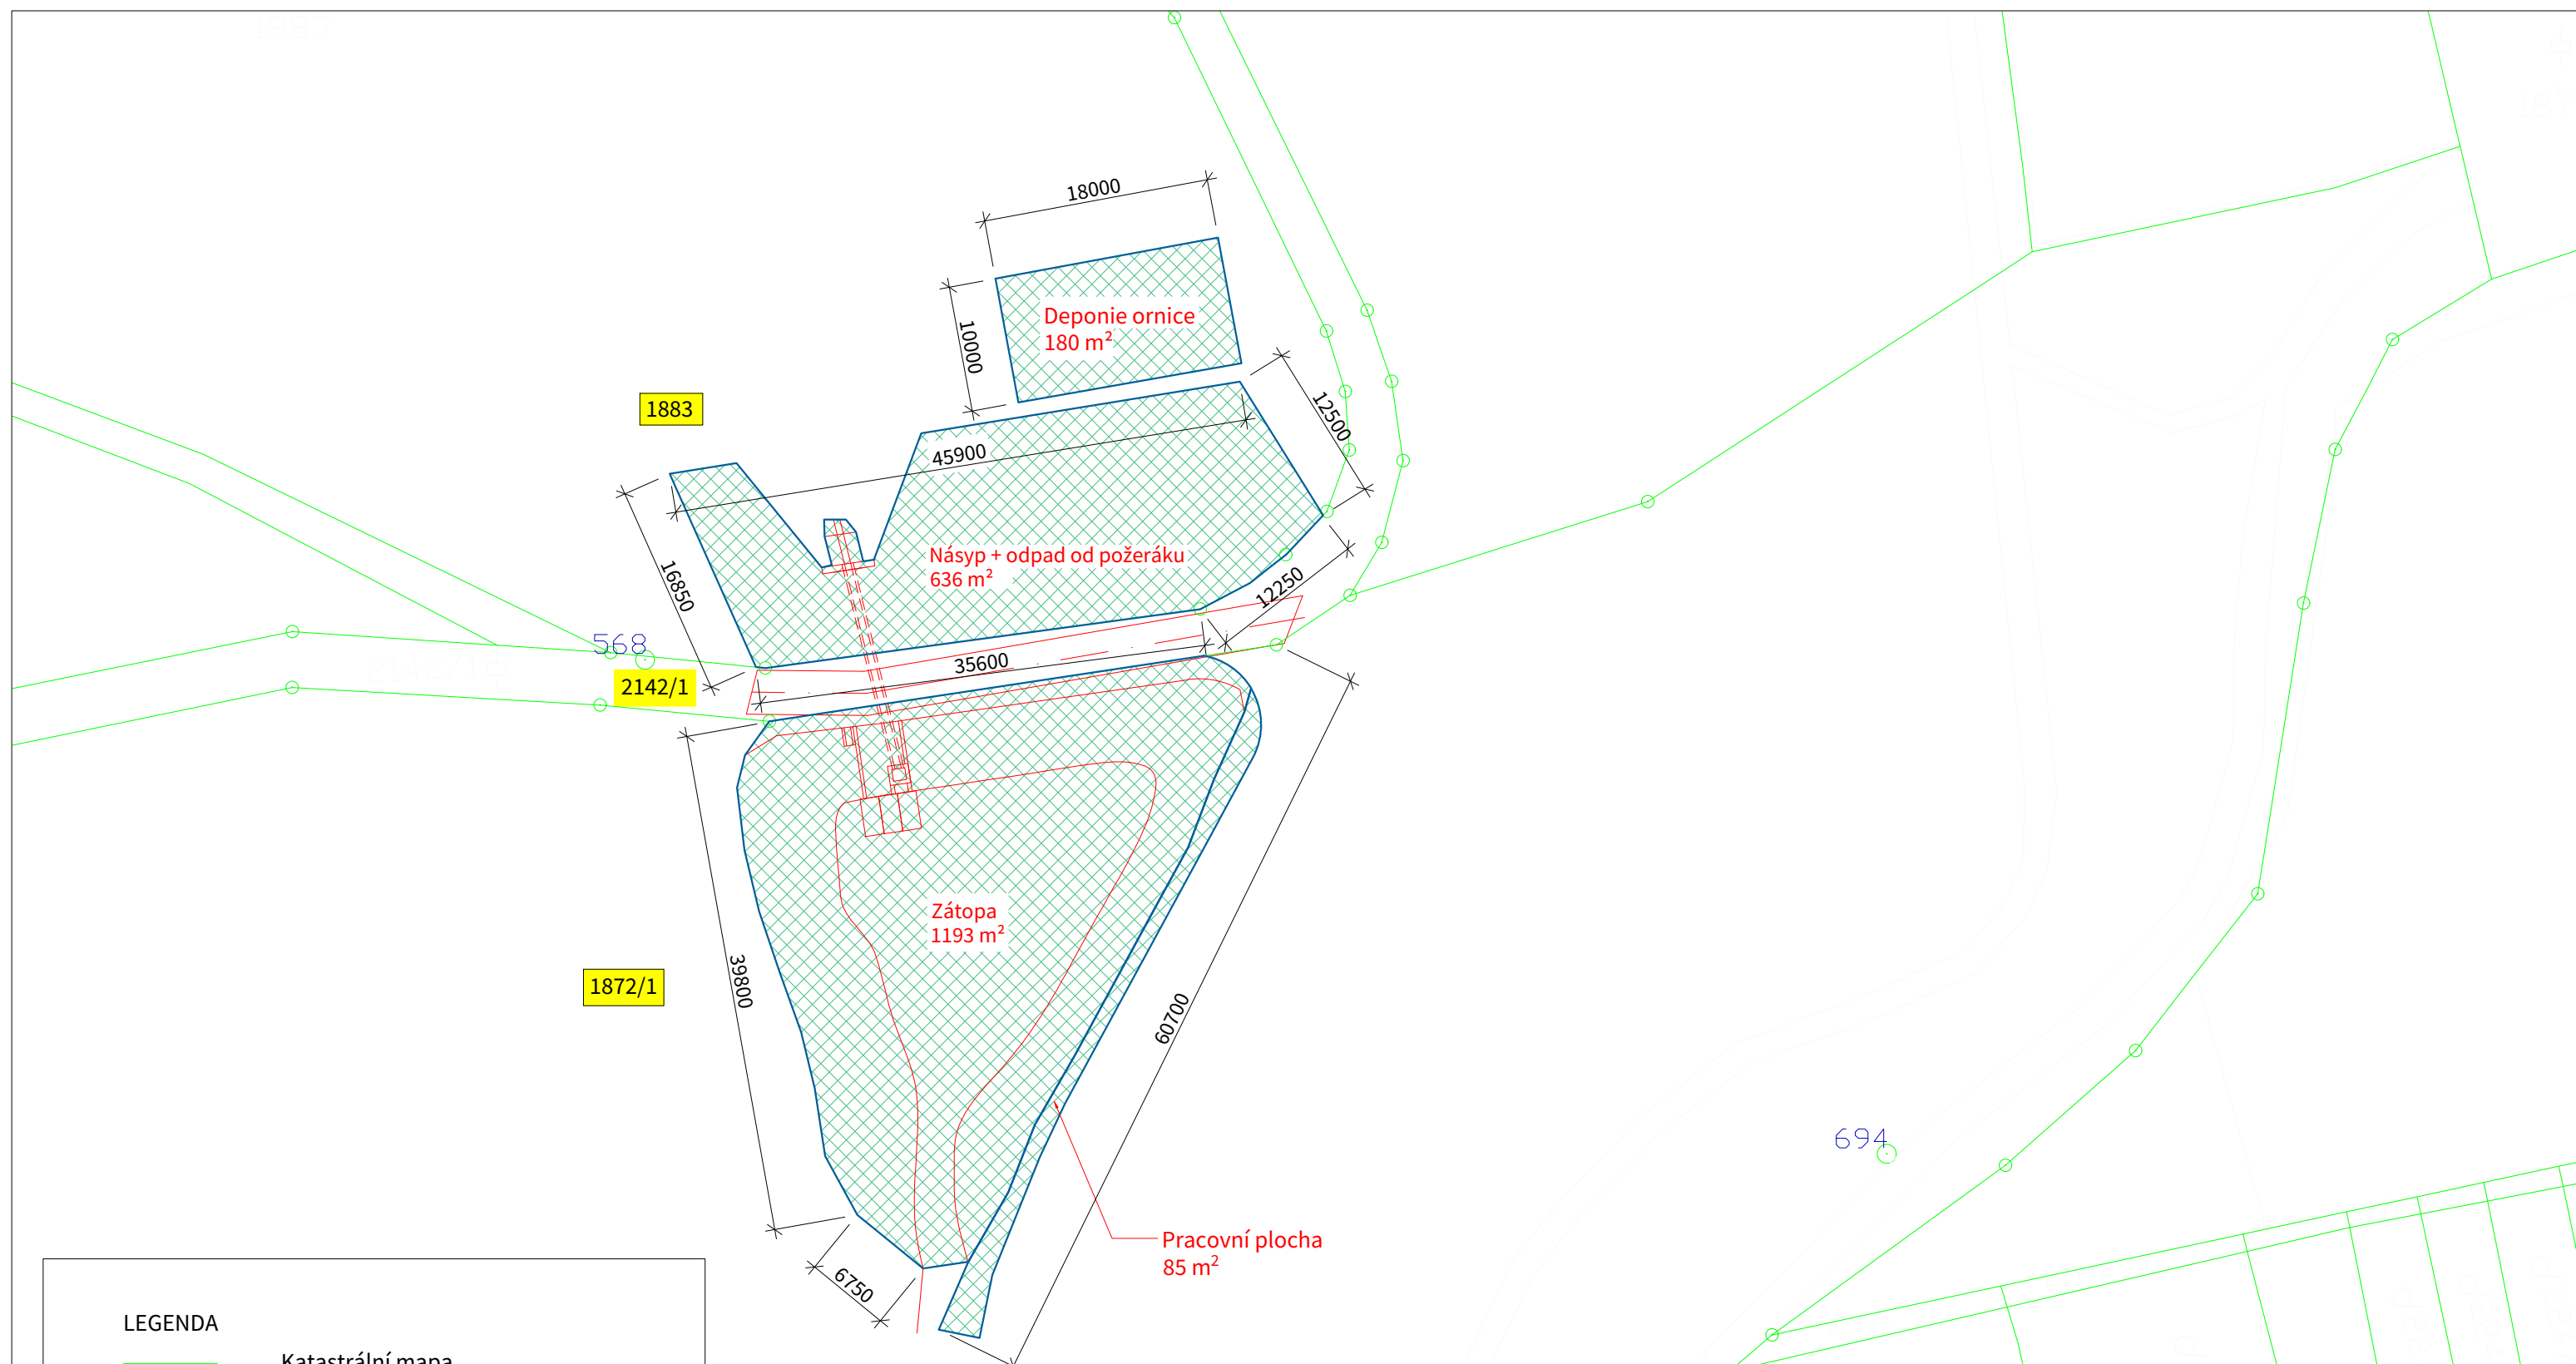 18000
10000
Deponie ornice
180 m²
12500
1883
45900
16850
Násyp + odpad od požeráku
636 m²
12250
568
2142/1
35600
39800
Zátopa
1193 m²
1872/1
60700
694
Pracovní plocha
85 m²
6750
LEGENDA
Katastrální mapa